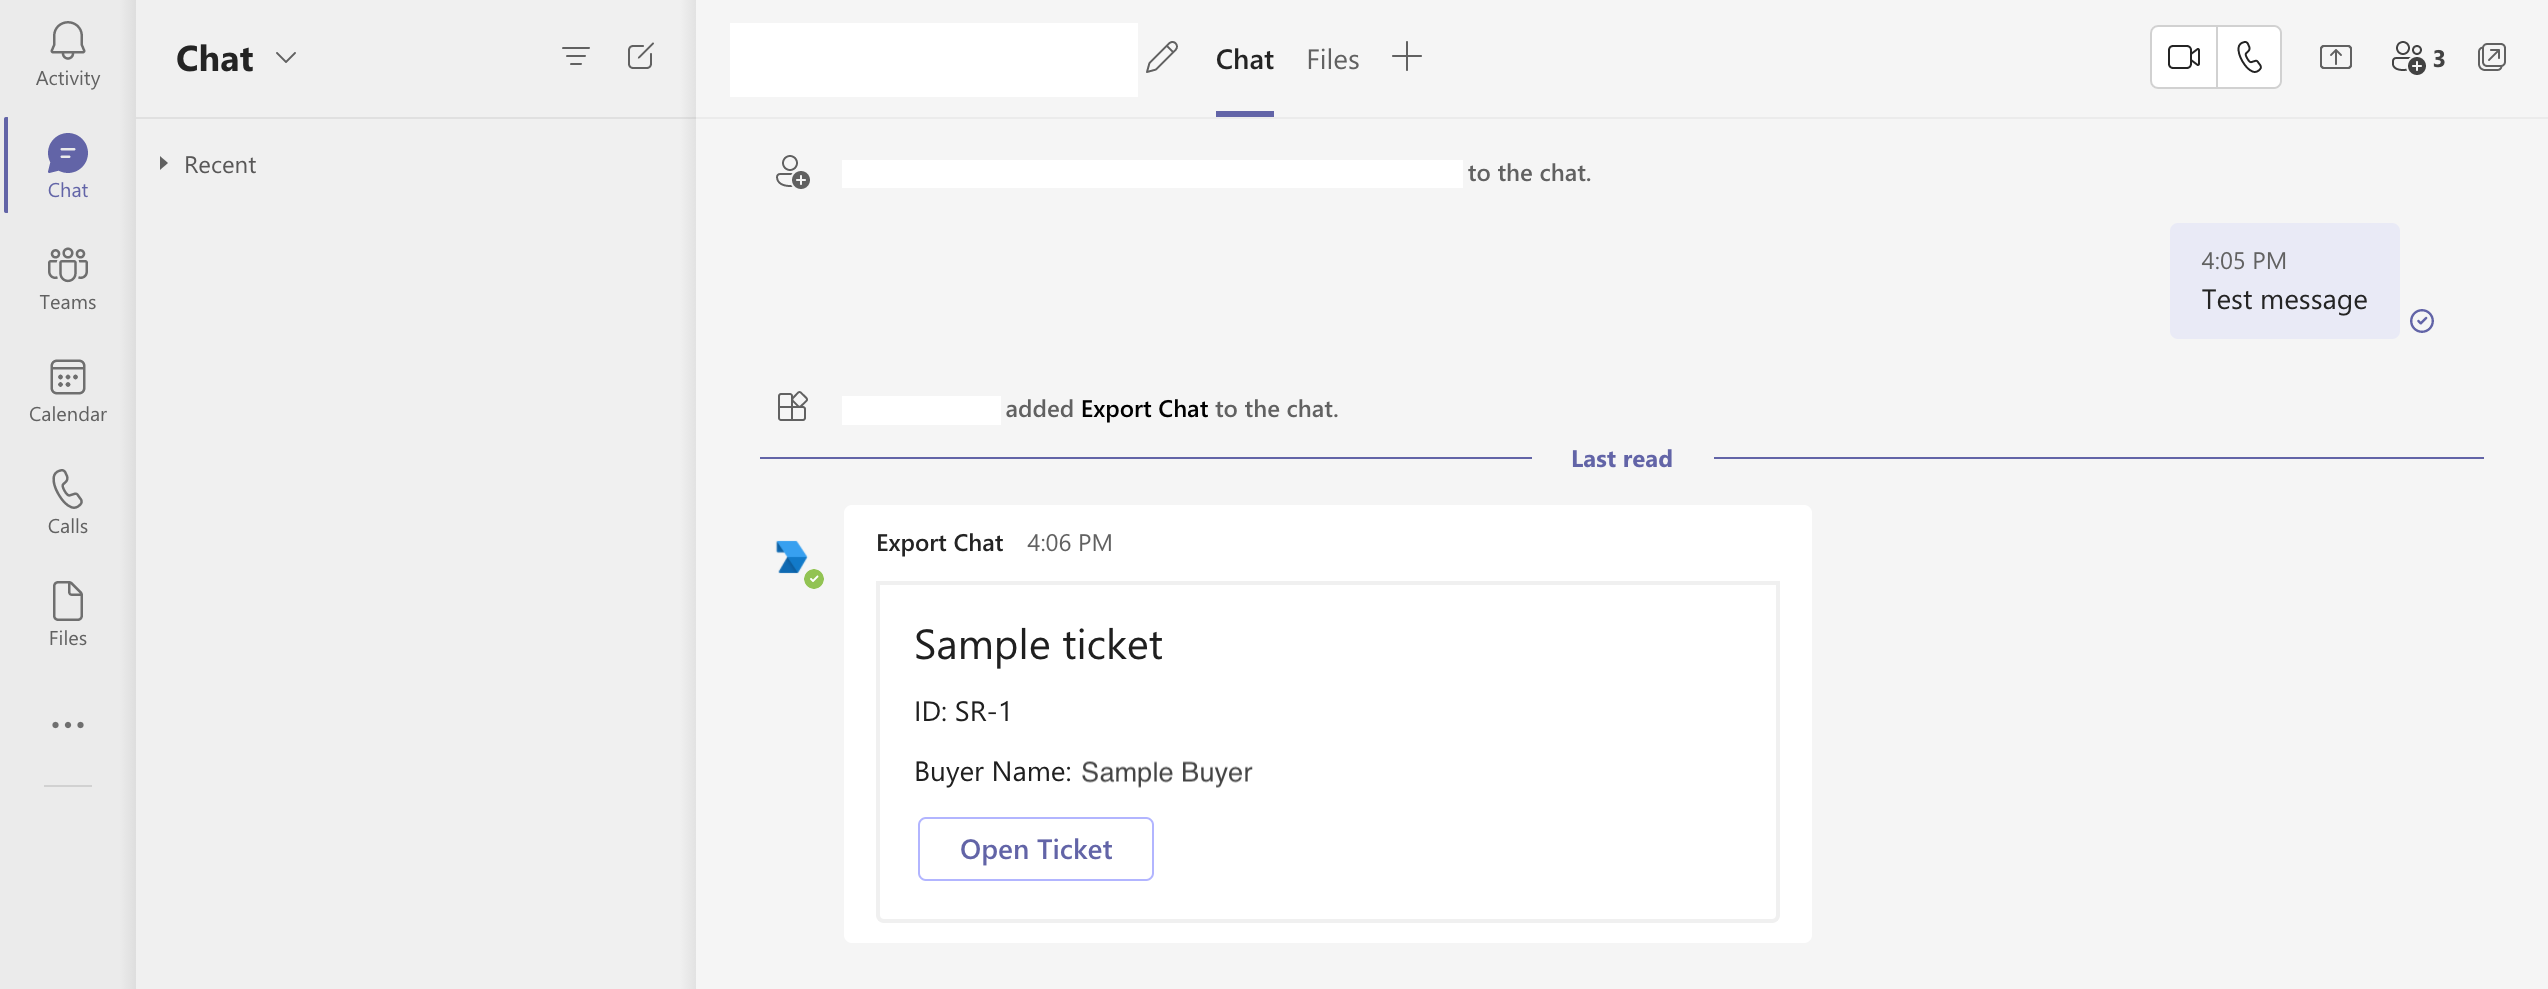 Activity
Chat
Teams
Calendar
Calls
Files
Chat
Recent
Chat Files
3
to the chat.
4:05 PM
Test message
added Export Chat to the chat.
Last read
Export Chat 4:06 PM
Sample ticket
ID: SR-1
Buyer Name: Sample Buyer
Open Ticket